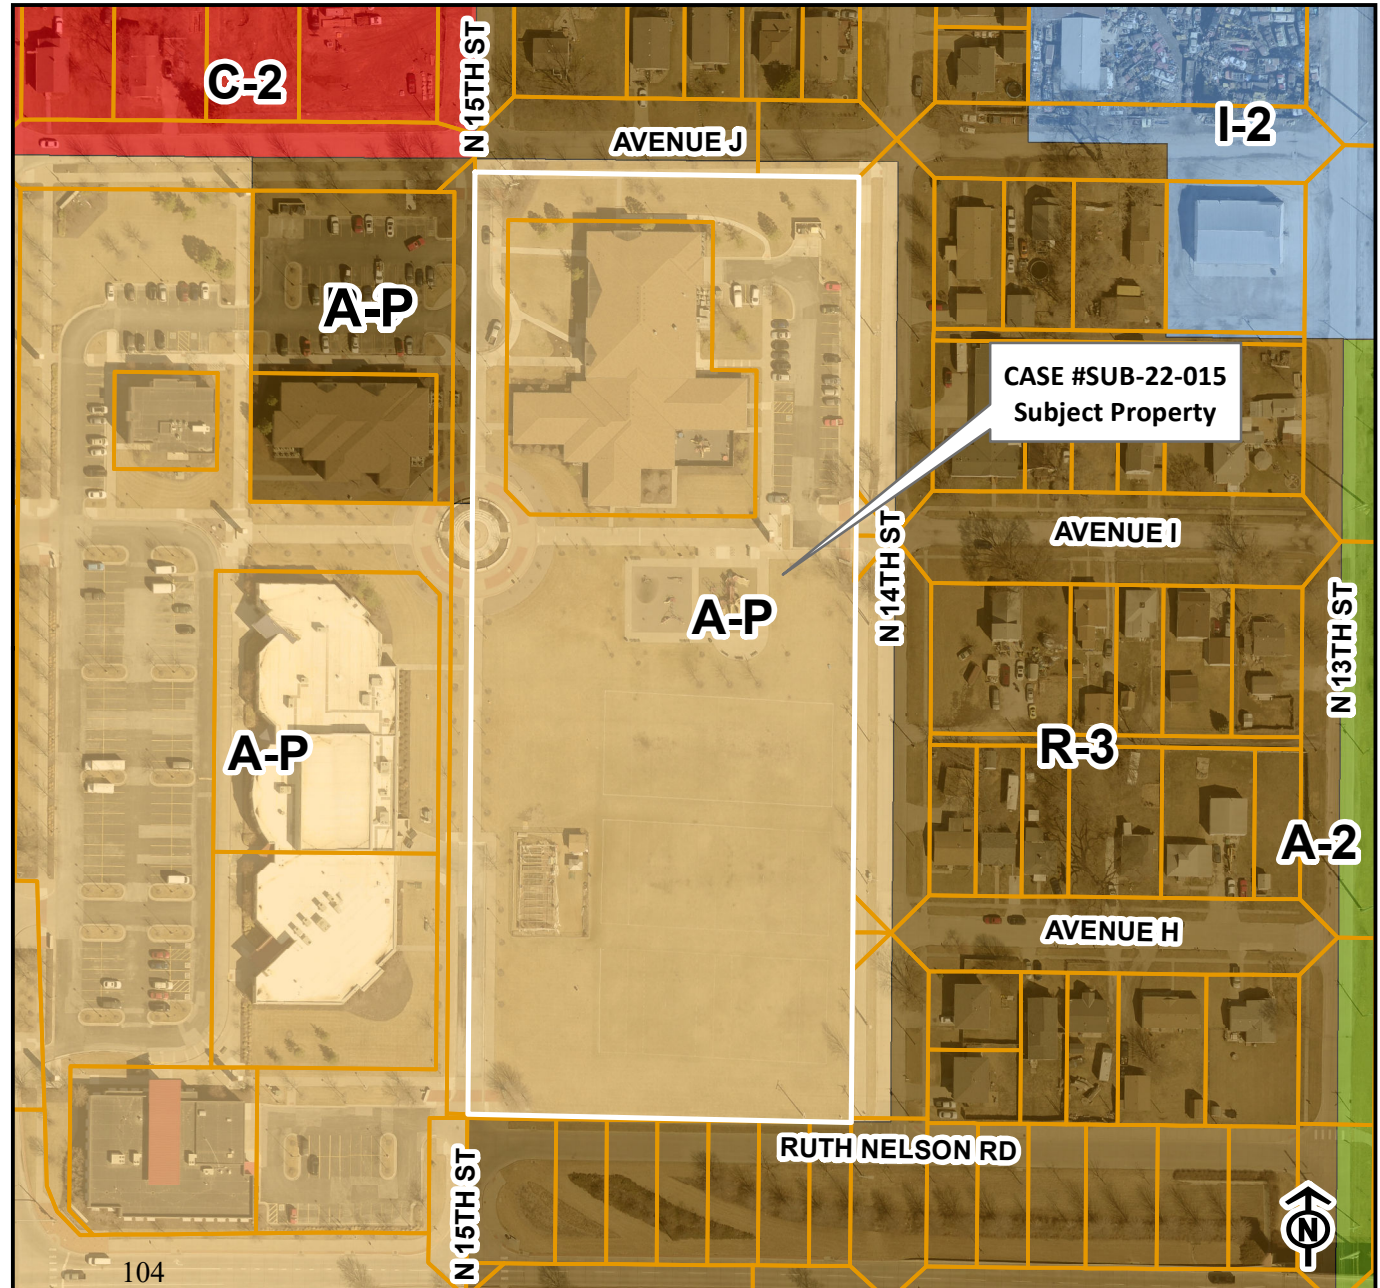 C-2
N 15TH ST
AVENUE J
I-2
A-P
CASE #SUB-22-015
Subject Property
AVENUE I
N 14TH ST
A-P
N 13TH ST
A-P
R-3
A-2
AVENUE H
RUTH NELSON RD
N 15TH ST
N
104